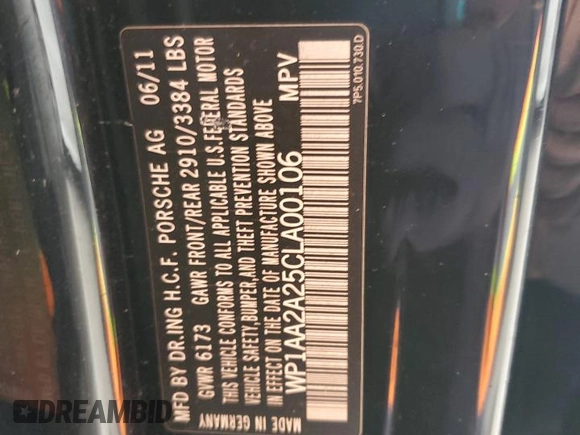 MFD BY DR.ING H.C.F. PORSCHE AG 06/11
GVWR 6173 GAWR FRONT/REAR 2910/3384 LBS
THIS VEHICLE CONFORMS TO ALL APPLICABLE U.S. FEDERAL MOTOR
VEHICLE SAFETY, BUMPER, AND THEFT PREVENTION STANDARDS
IN EFFECT ON THE DATE OF MANUFACTURE SHOWN ABOVE
WP1AA2A25CLA00106 MPV
MADE IN GERMANY
7P5.010.730.D
DREAMBID